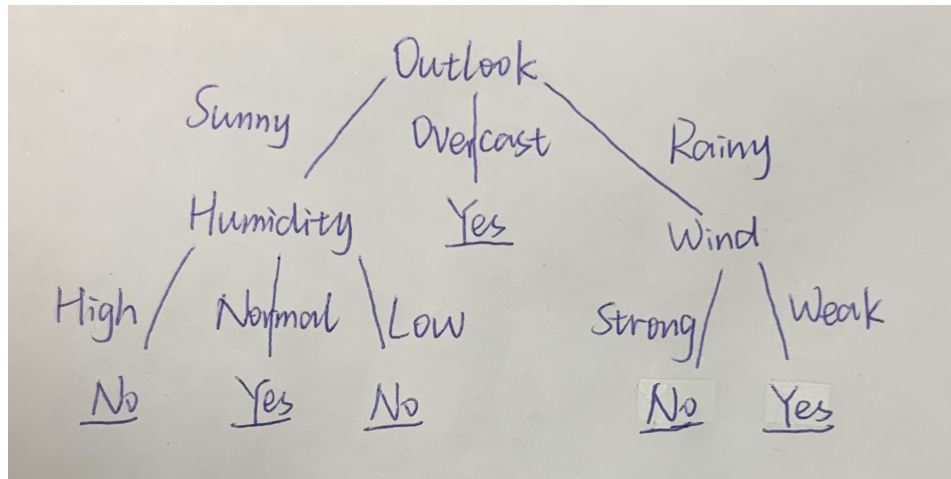 Outlook
Sunny Overcast Rainy
Humidity Yes Wind
High Normal Low Strong Weak
No Yes No No Yes